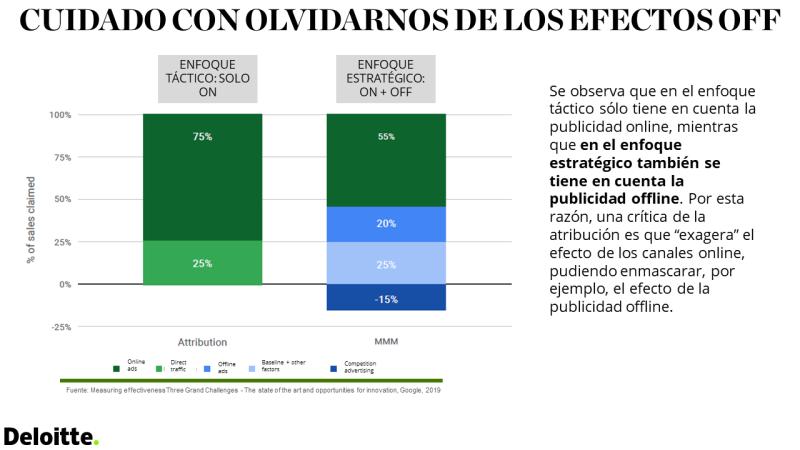 CUIDADO CON OLVIDARNOS DE LOS EFECTOS OFF
ENFOQUE
TÁCTICO: SOLO
ON
ENFOQUE
ESTRATÉGICO:
ON + OFF
% of sales claimed
100%
75%
50%
25%
0%
-25%
75%
25%
55%
20%
25%
-15%
Attribution
MMM
Online
ads
Direct
traffic
Offline
ads
Baseline + other
factors
Competition
advertising
Fuente: Measuring effectiveness Three Grand Challenges - The atate of the art and opportunities for innovation, Google, 2019
Se observa que en el enfoque
táctico sólo tiene en cuenta la
publicidad online, mientras
que en el enfoque
estratégico también se
tiene en cuenta la
publicidad offline. Por esta
razón, una crítica de la
atribución es que “exagera” el
efecto de los canales online,
pudiendo enmascarar, por
ejemplo, el efecto de la
publicidad offline.
Deloitte.